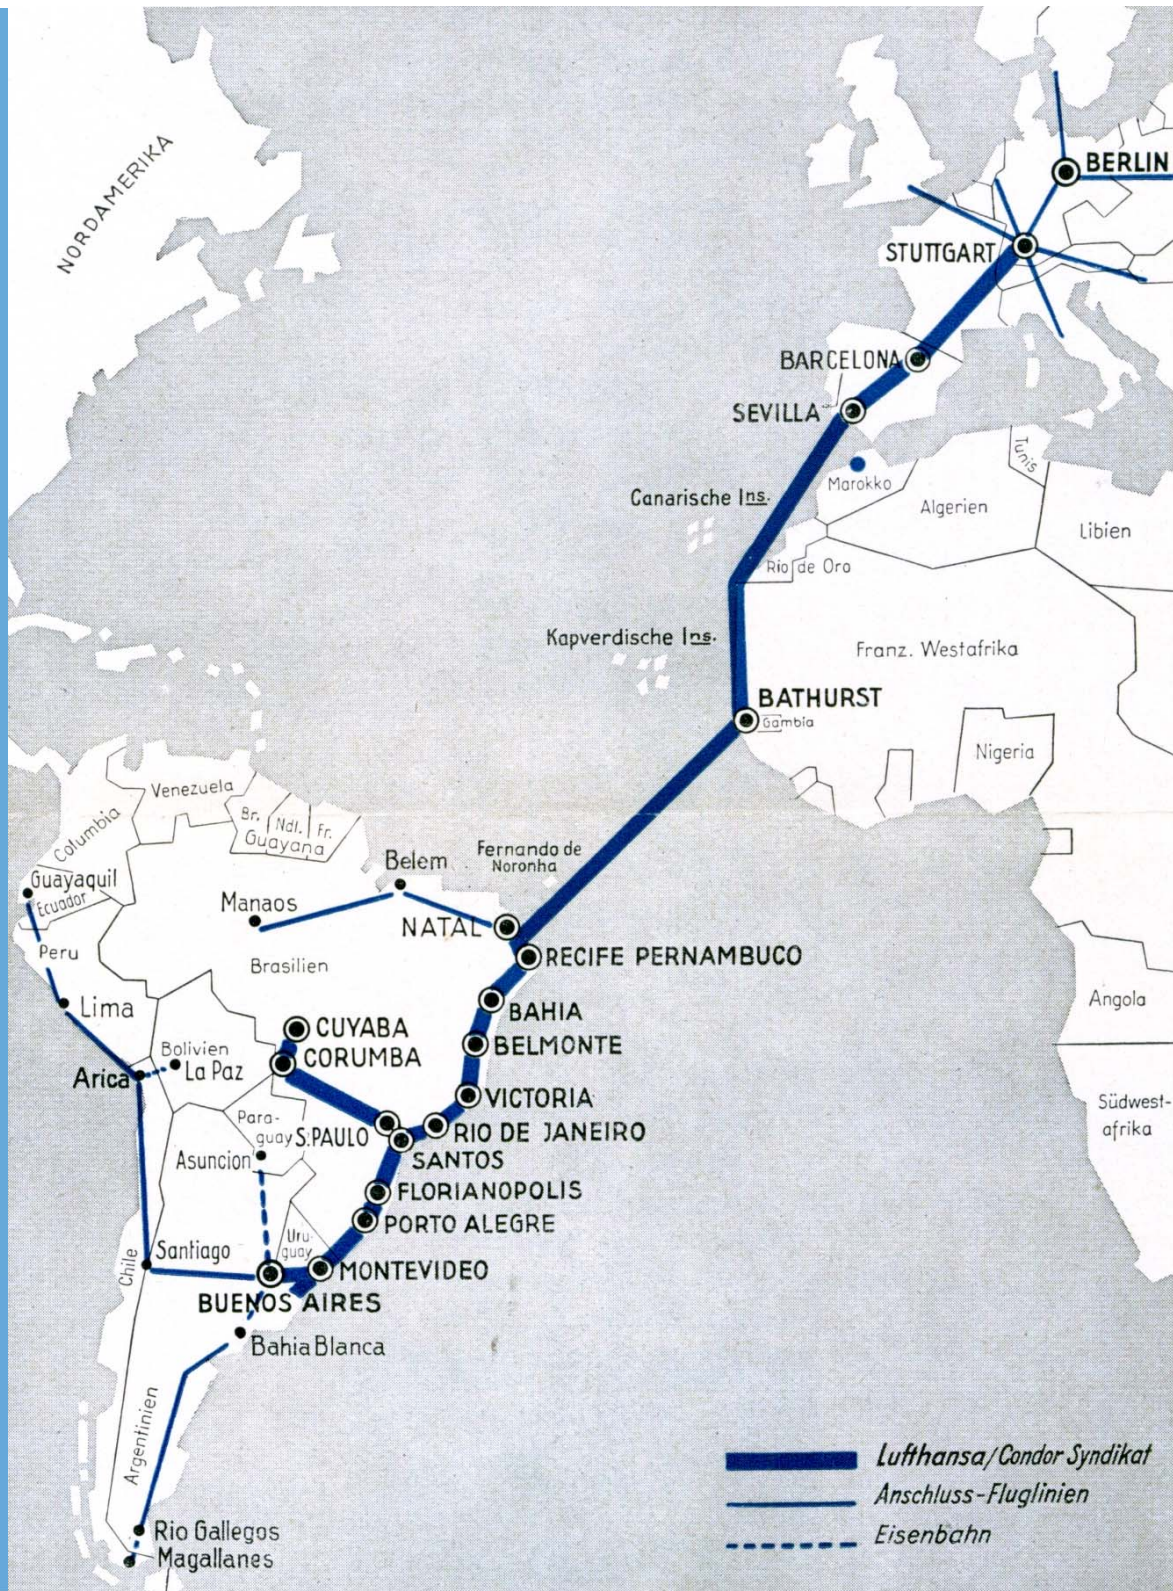 NORDAMERIKA
BERLIN
STUTTGART
BARCELONA
SEVILLA
Tunis
Marokko
Canarische Ins.
Algerien
Libien
Rio de Oro
Kapverdische Ins.
Franz. Westafrika
BATHURST
Gambia
Nigeria
Venezuela
Columbia
Br.
Ndl.
Fr.
Guayana
Fernando de
Noronha
Belem
Guayaquil
Ecuador
Manaos
NATAL
Peru
Brasilien
RECIFE PERNAMBUCO
Lima
BAHIA
Angola
CUYABA
CORUMBA
BELMONTE
Bolivien
La Paz
Arica
VICTORIA
Südwest-
afrika
Para-
guay
S.PAULO
RIO DE JANEIRO
Asuncion
SANTOS
FLORIANOPOLIS
PORTO ALEGRE
Uru-
guay
Santiago
Chile
MONTEVIDEO
BUENOS AIRES
Bahia Blanca
Argentinien
Rio Gallegos
Magallanes
Lufthansa/Condor Syndikat
Anschluss-Fluglinien
Eisenbahn